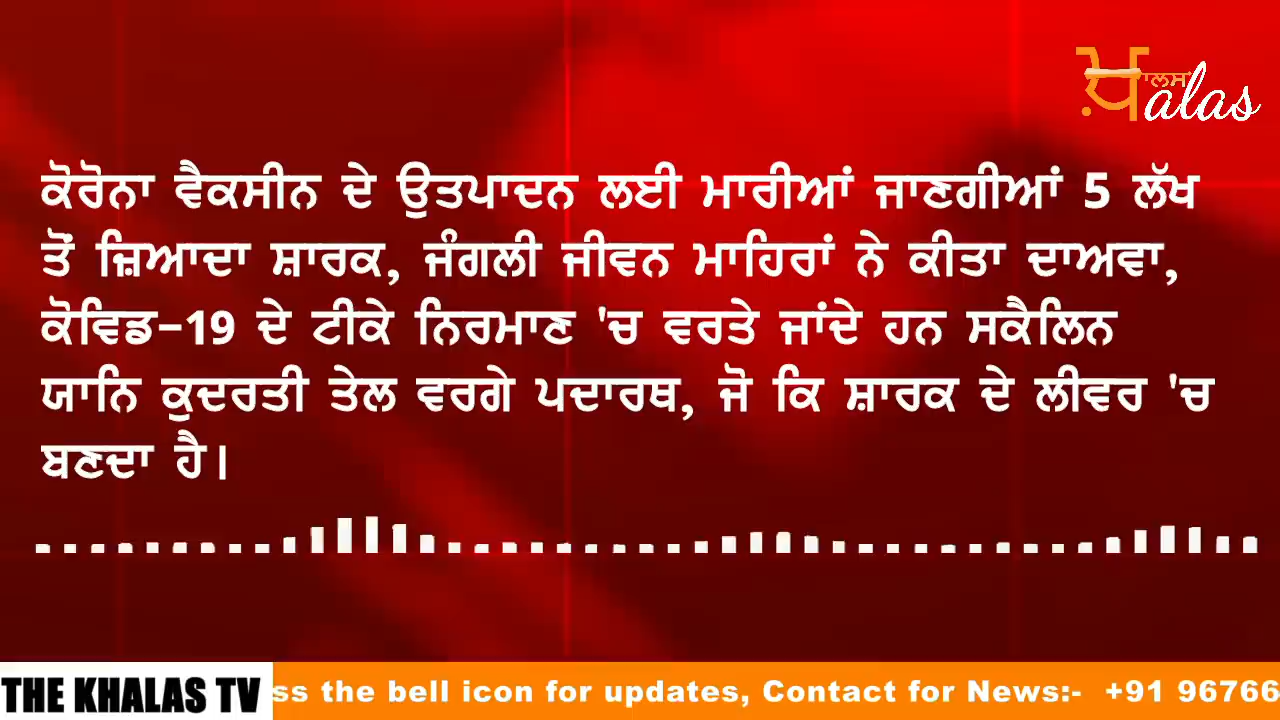 ਖ਼ਾਲਸ alas
ਕੋਰੋਨਾ ਵੈਕਸੀਨ ਦੇ ਉਤਪਾਦਨ ਲਈ ਮਾਰੀਆਂ ਜਾਣਗੀਆਂ 5 ਲੱਖ
ਤੋਂ ਜ਼ਿਆਦਾ ਸ਼ਾਰਕ, ਜੰਗਲੀ ਜੀਵਨ ਮਾਹਿਰਾਂ ਨੇ ਕੀਤਾ ਦਾਅਵਾ,
ਕੋਵਿਡ-19 ਦੇ ਟੀਕੇ ਨਿਰਮਾਣ 'ਚ ਵਰਤੇ ਜਾਂਦੇ ਹਨ ਸਕੈਲਿਨ
ਯਾਨਿ ਕੁਦਰਤੀ ਤੇਲ ਵਰਗੇ ਪਦਾਰਥ, ਜੋ ਕਿ ਸ਼ਾਰਕ ਦੇ ਲੀਵਰ 'ਚ
ਬਣਦਾ ਹੈ।
THE KHALAS TV ss the bell icon for updates, Contact for News:- +91 96766